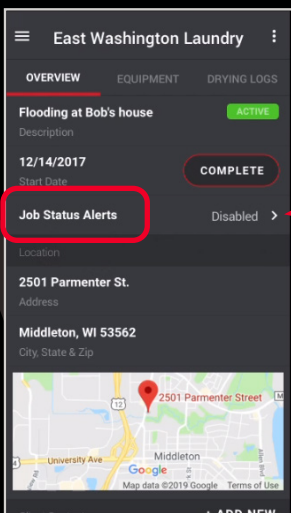 East Washington Laundry
OVERVIEW EQUIPMENT DRYING LOGS
Flooding at Bob's house ACTIVE
Description
12/14/2017 COMPLETE
Start Date
Job Status Alerts Disabled
Location
2501 Parmenter St.
Address
Middleton, WI 53562
City, State & Zip
2501 Parmenter Street M
12
University Ave Middleton
Google
Map data ©2019 Google Terms of Use
+ ADD NEW